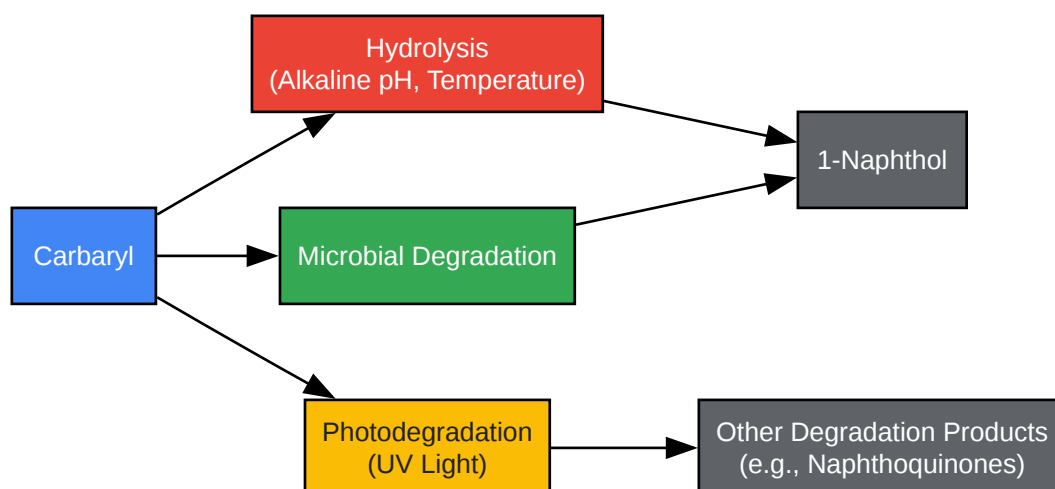 Hydrolysis
(Alkaline pH, Temperature)
1-Naphthol
Carbaryl
Microbial Degradation
Photodegradation
(UV Light)
Other Degradation Products
(e.g., Naphthoquinones)